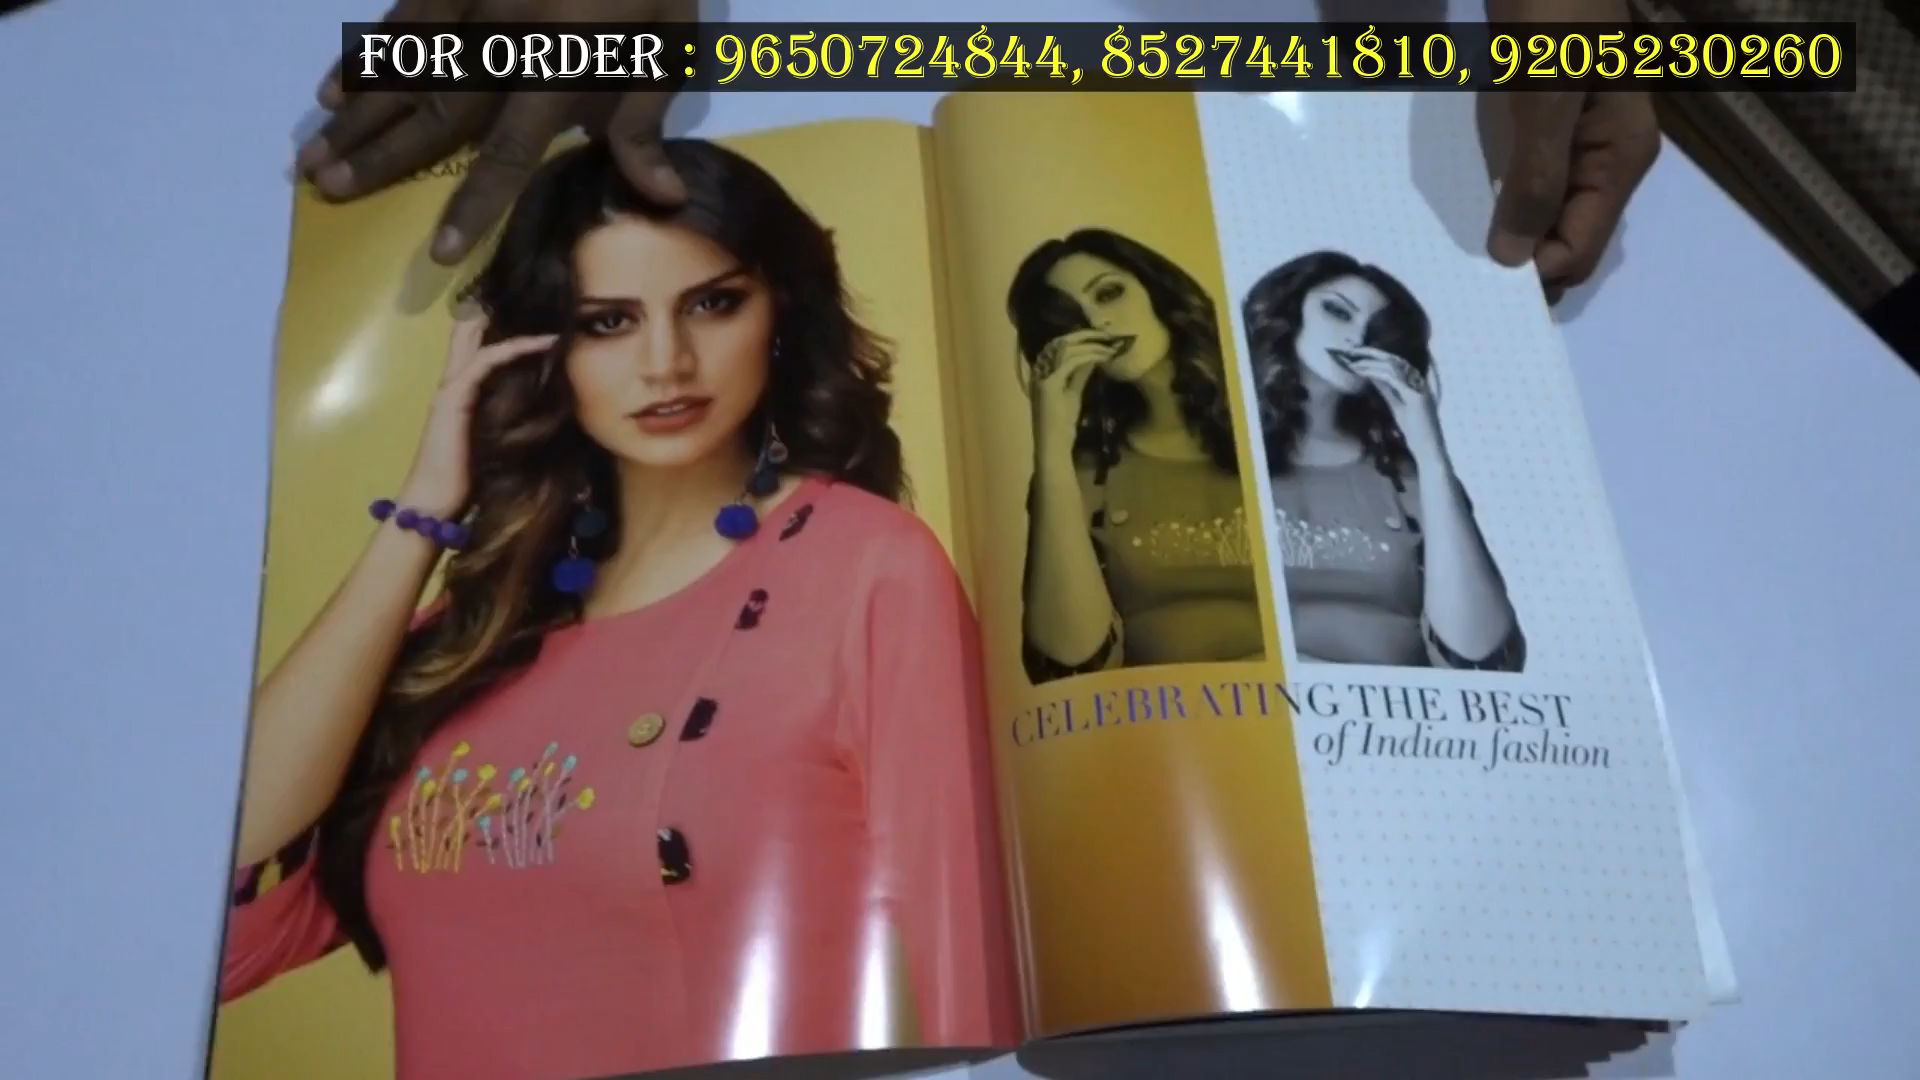 FOR ORDER : 9650724844, 8527441810, 9205230260
CELEBRATING THE BEST
of Indian fashion